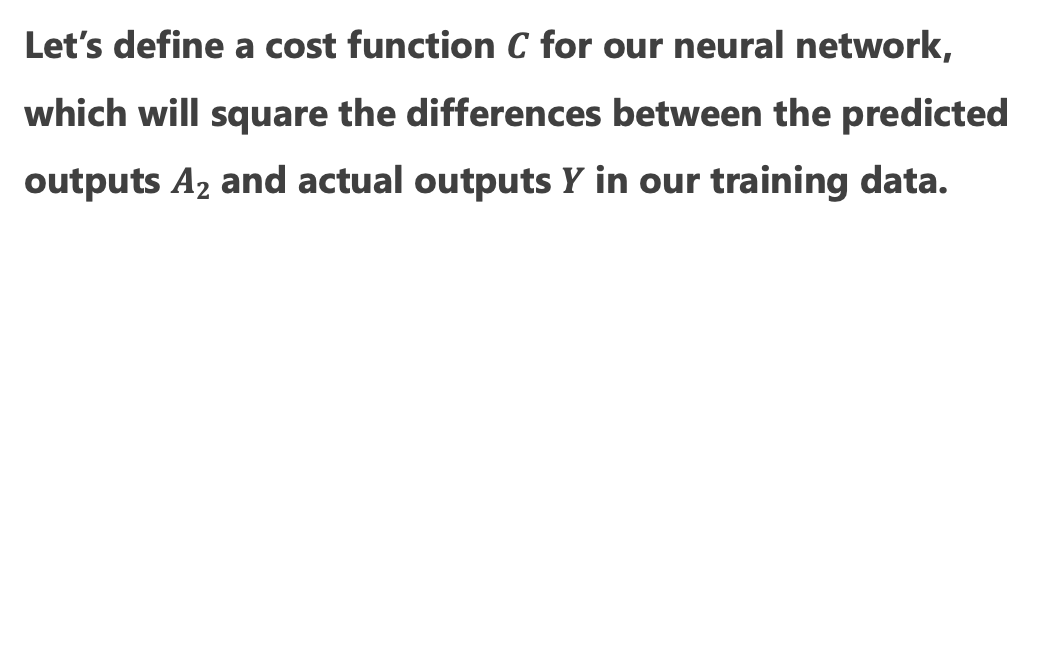 Let’s define a cost function C for our neural network,
which will square the differences between the predicted
outputs A₂ and actual outputs Y in our training data.